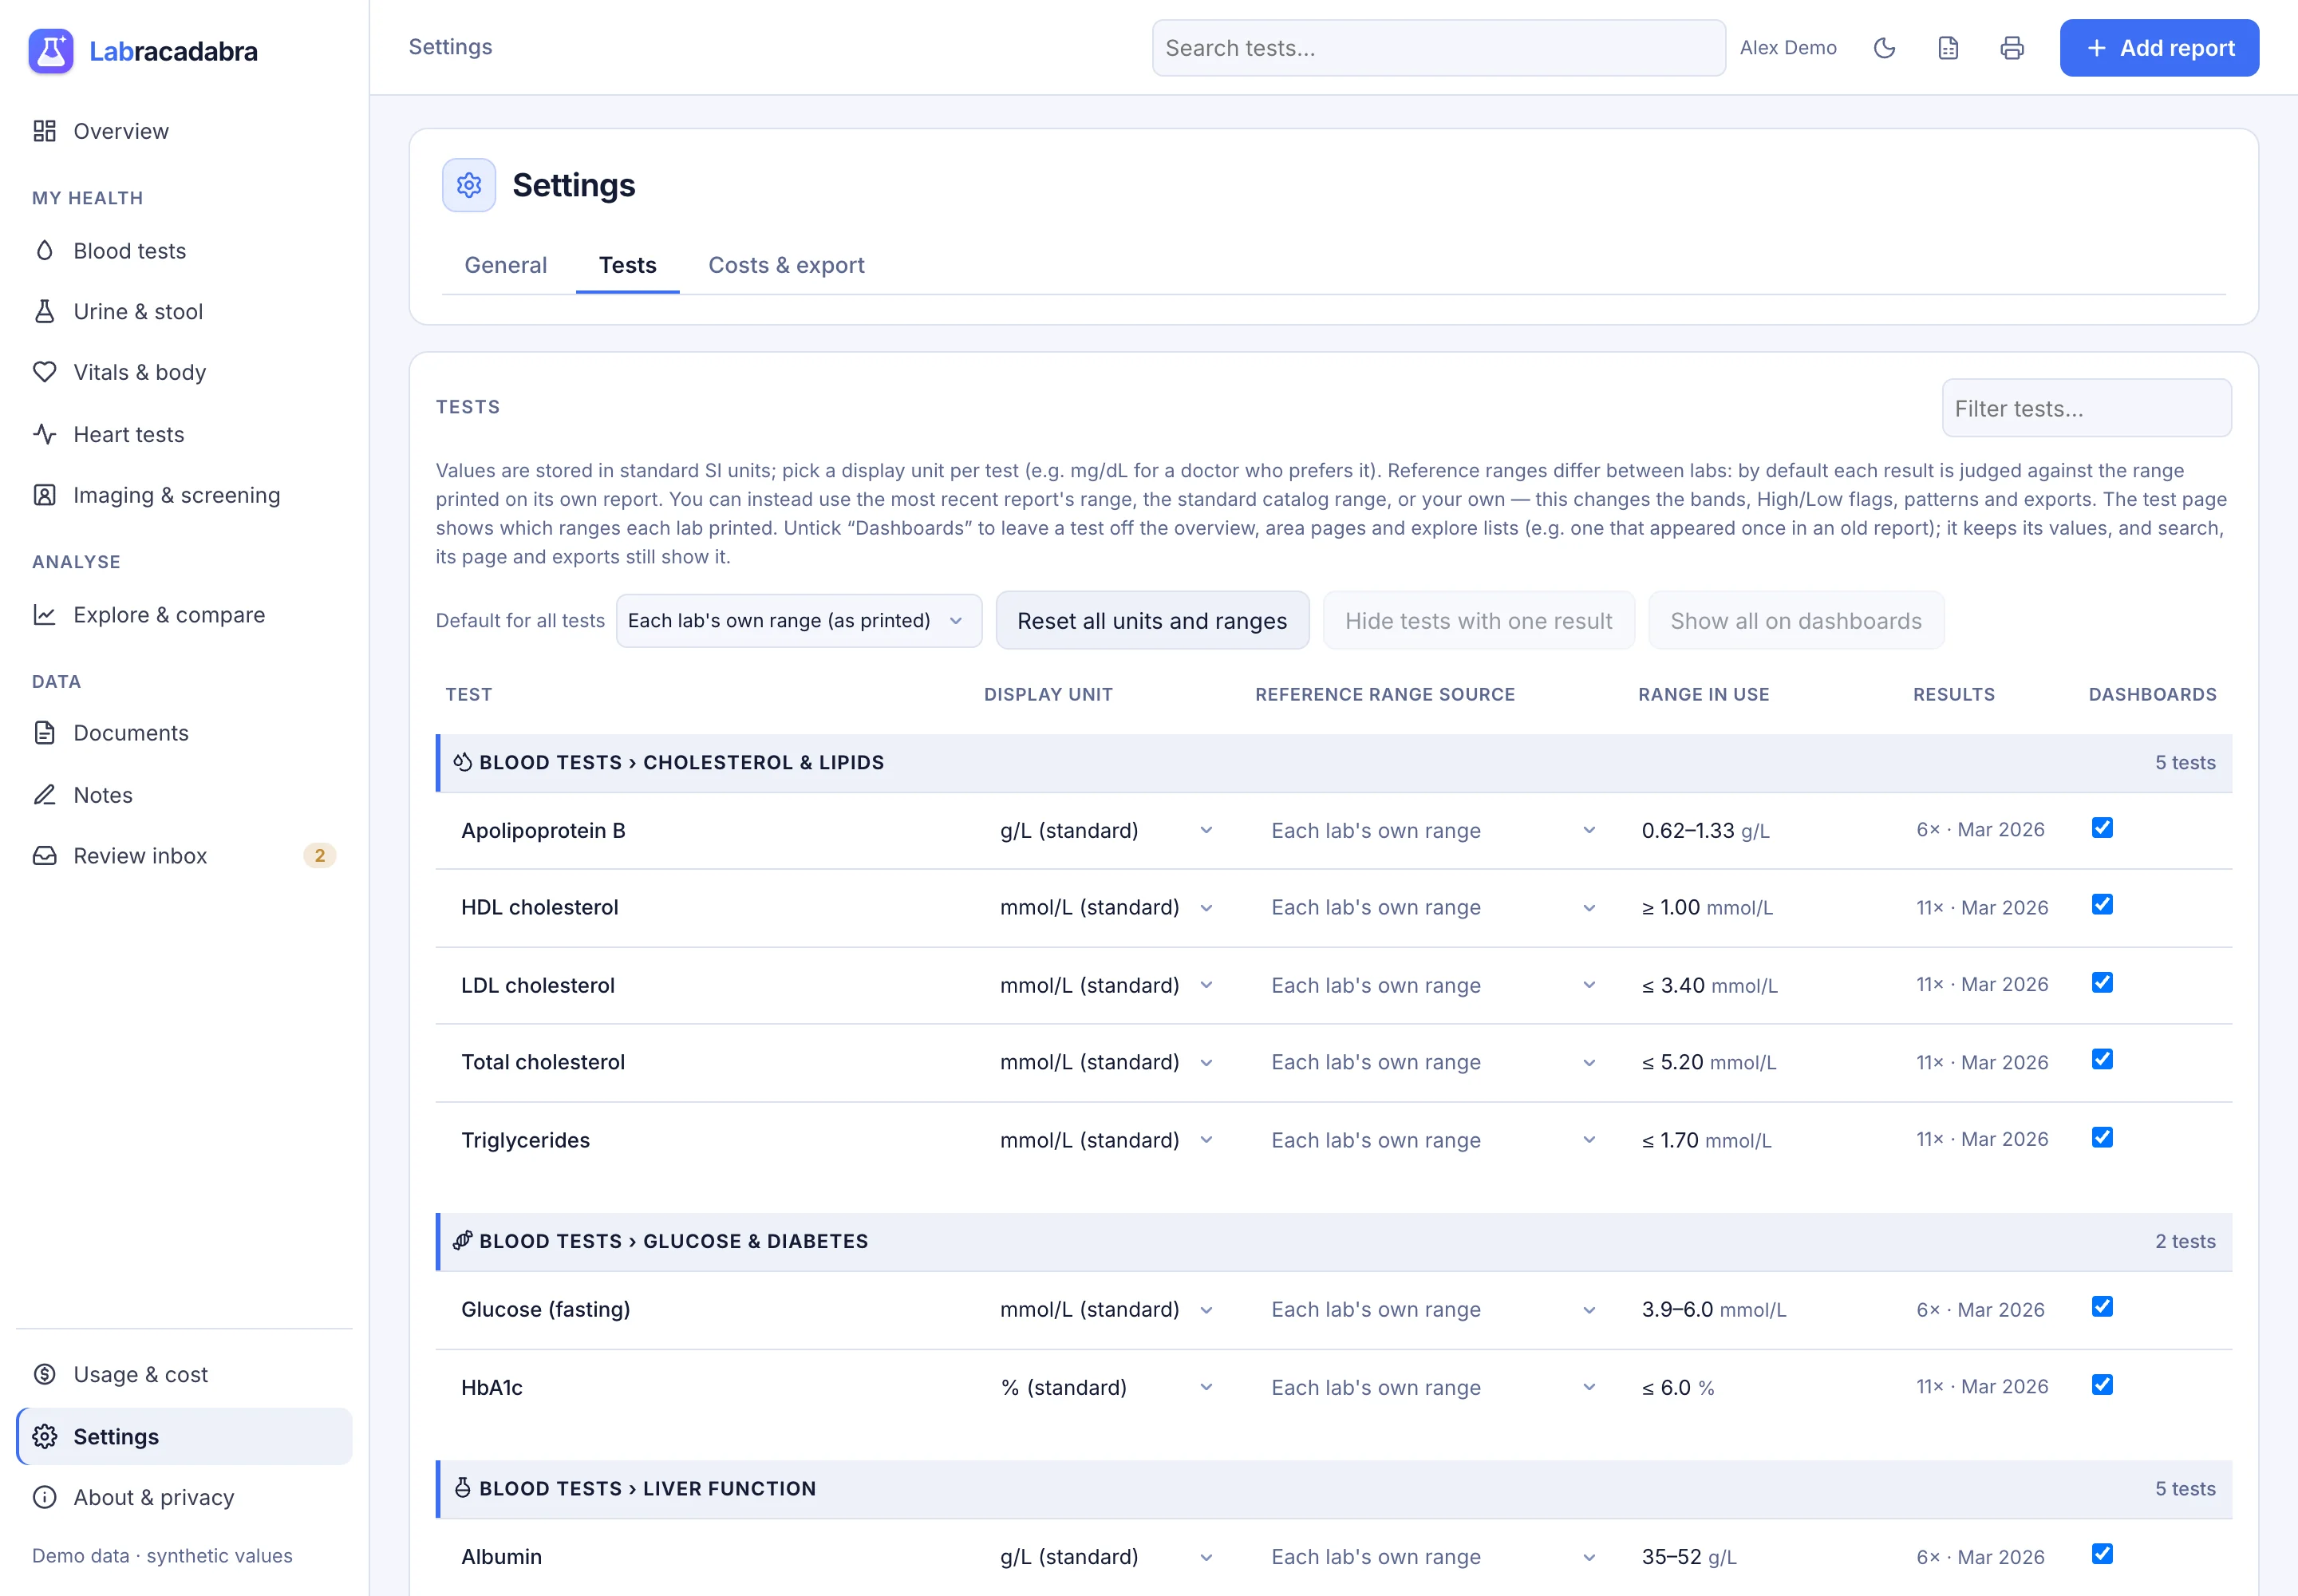 Labracadabra
Overview
MY HEALTH
Blood tests
Urine & stool
Vitals & body
Heart tests
Imaging & screening
ANALYSE
Explore & compare
DATA
Documents
Notes
Review inbox 2
Usage & cost
Settings
About & privacy
Demo data · synthetic values
Settings
Search tests...
Alex Demo
+ Add report
Settings
General Tests Costs & export
TESTS
Filter tests...
Values are stored in standard SI units; pick a display unit per test (e.g. mg/dL for a doctor who prefers it). Reference ranges differ between labs: by default each result is judged against the range
printed on its own report. You can instead use the most recent report's range, the standard catalog range, or your own — this changes the bands, High/Low flags, patterns and exports. The test page
shows which ranges each lab printed. Untick “Dashboards” to leave a test off the overview, area pages and explore lists (e.g. one that appeared once in an old report); it keeps its values, and search,
its page and exports still show it.
Default for all tests Each lab's own range (as printed) Reset all units and ranges Hide tests with one result Show all on dashboards
TEST DISPLAY UNIT REFERENCE RANGE SOURCE RANGE IN USE RESULTS DASHBOARDS
BLOOD TESTS › CHOLESTEROL & LIPIDS 5 tests
Apolipoprotein B g/L (standard) Each lab's own range 0.62–1.33 g/L 6× · Mar 2026
HDL cholesterol mmol/L (standard) Each lab's own range ≥ 1.00 mmol/L 11× · Mar 2026
LDL cholesterol mmol/L (standard) Each lab's own range ≤ 3.40 mmol/L 11× · Mar 2026
Total cholesterol mmol/L (standard) Each lab's own range ≤ 5.20 mmol/L 11× · Mar 2026
Triglycerides mmol/L (standard) Each lab's own range ≤ 1.70 mmol/L 11× · Mar 2026
BLOOD TESTS › GLUCOSE & DIABETES 2 tests
Glucose (fasting) mmol/L (standard) Each lab's own range 3.9–6.0 mmol/L 6× · Mar 2026
HbA1c % (standard) Each lab's own range ≤ 6.0 % 11× · Mar 2026
BLOOD TESTS › LIVER FUNCTION 5 tests
Albumin g/L (standard) Each lab's own range 35–52 g/L 6× · Mar 2026